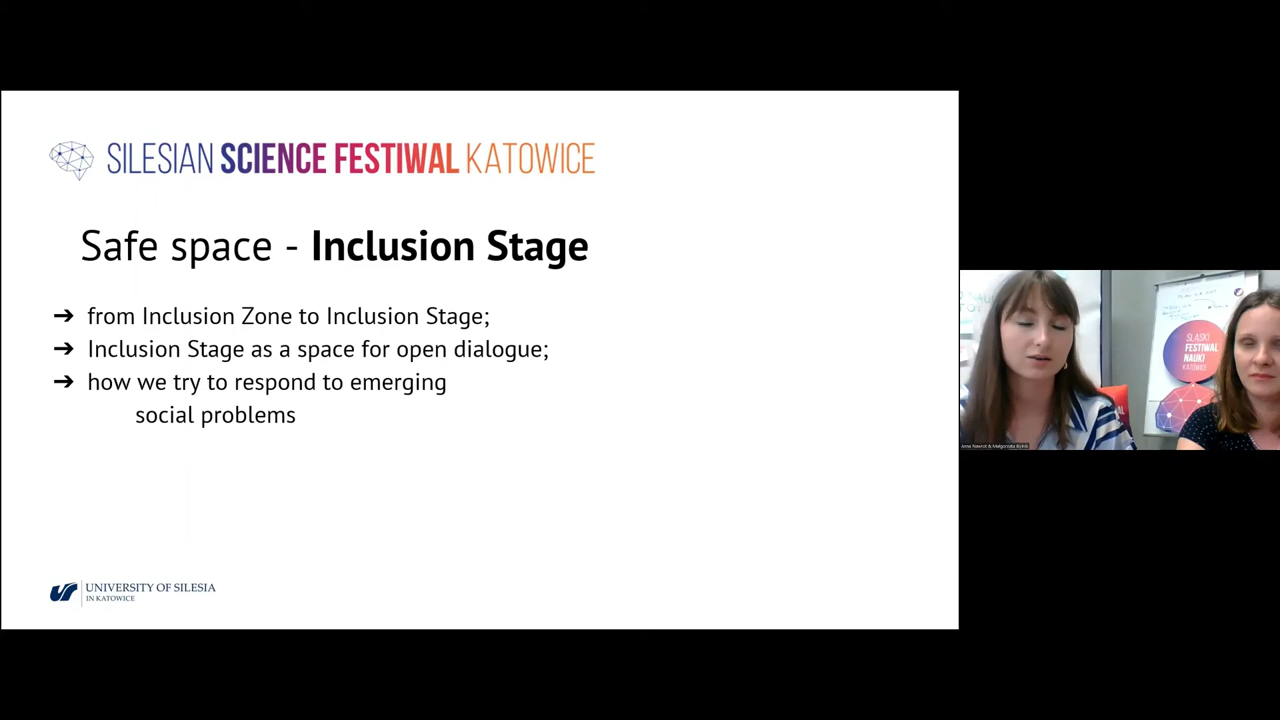 SILESIAN SCIENCE FESTIWAL KATOWICE
Safe space - Inclusion Stage
➔ from Inclusion Zone to Inclusion Stage;
➔ Inclusion Stage as a space for open dialogue;
➔ how we try to respond to emerging
social problems
UNIVERSITY OF SILESIA
IN KATOWICE
ŚLĄSKI
FESTIWAL
NAUKI
KATOWICE